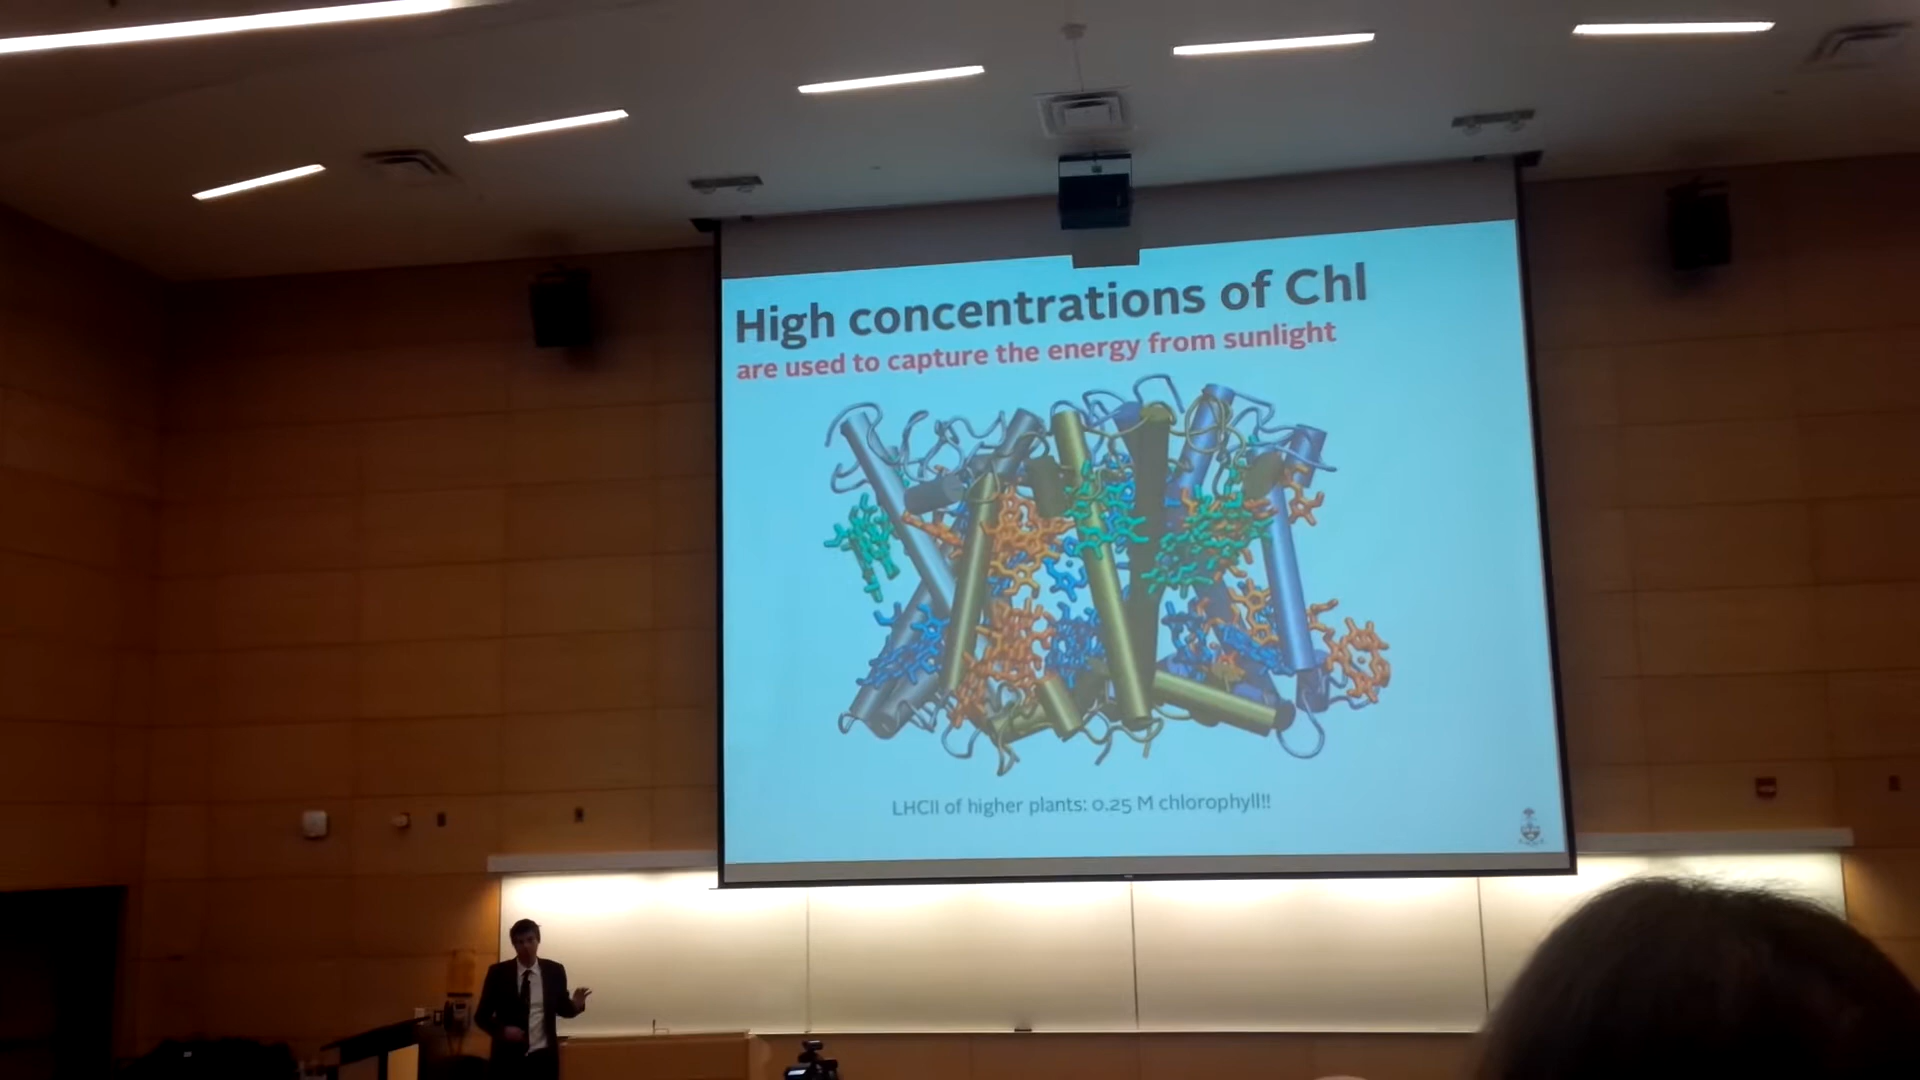 High concentrations of Chl
are used to capture the energy from sunlight
LHCII of higher plants: 0.25 M chlorophyll!!